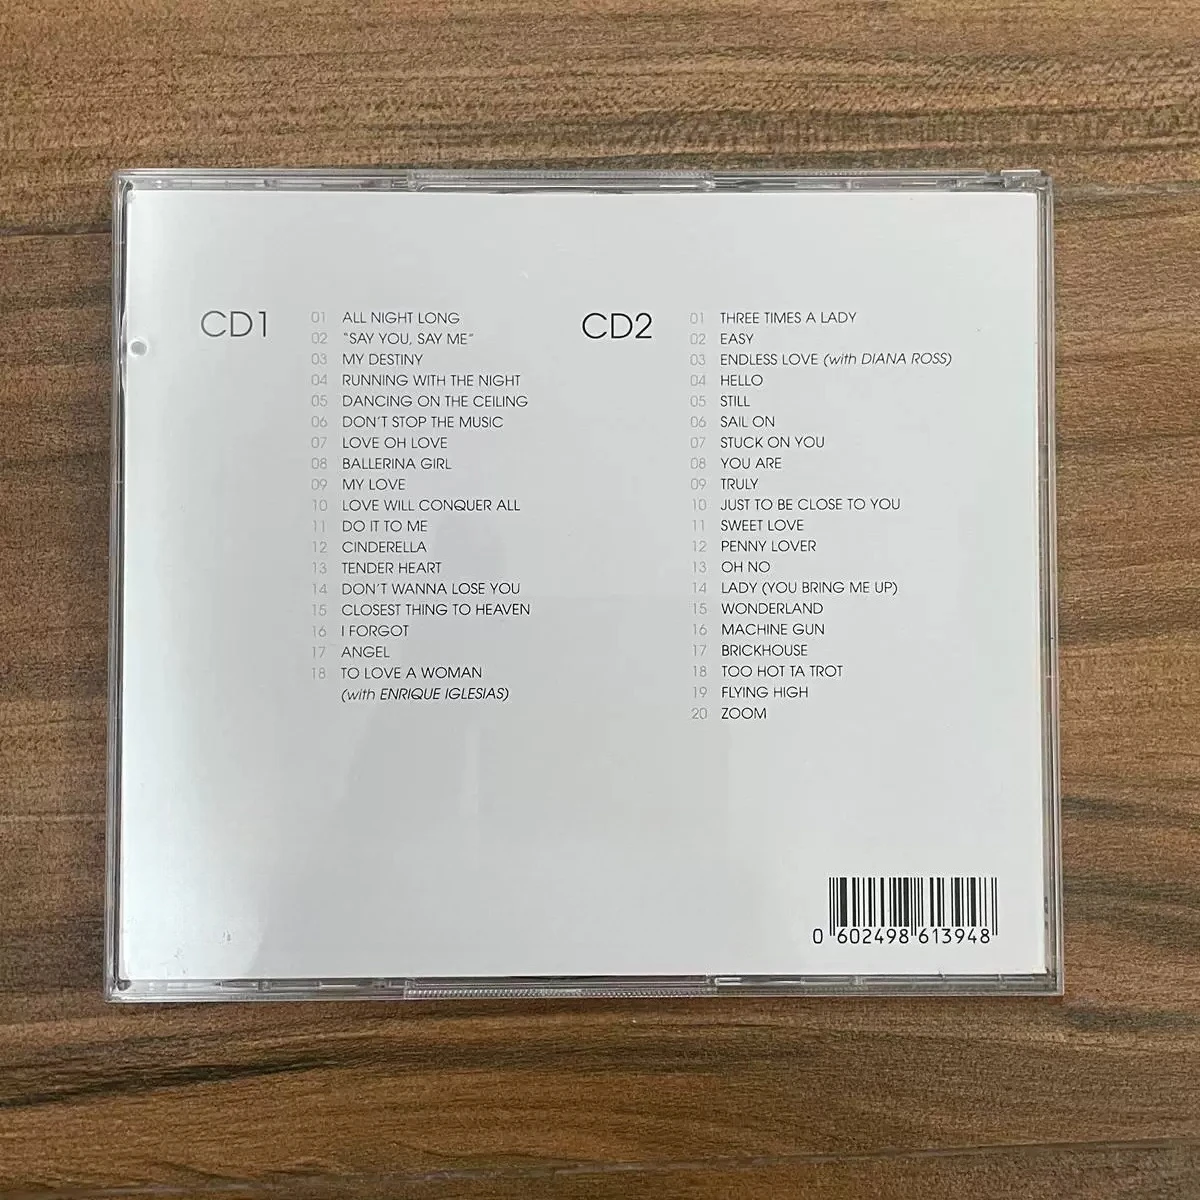 CD1
01 ALL NIGHT LONG
02 "SAY YOU, SAY ME"
03 MY DESTINY
04 RUNNING WITH THE NIGHT
05 DANCING ON THE CEILING
06 DON'T STOP THE MUSIC
07 LOVE OH LOVE
08 BALLERINA GIRL
09 MY LOVE
10 LOVE WILL CONQUER ALL
11 DO IT TO ME
12 CINDERELLA
13 TENDER HEART
14 DON'T WANNA LOSE YOU
15 CLOSEST THING TO HEAVEN
16 I FORGOT
17 ANGEL
18 TO LOVE A WOMAN
(with ENRIQUE IGLESIAS)
CD2
01 THREE TIMES A LADY
02 EASY
03 ENDLESS LOVE (with DIANA ROSS)
04 HELLO
05 STILL
06 SAIL ON
07 STUCK ON YOU
08 YOU ARE
09 TRULY
10 JUST TO BE CLOSE TO YOU
11 SWEET LOVE
12 PENNY LOVER
13 OH NO
14 LADY (YOU BRING ME UP)
15 WONDERLAND
16 MACHINE GUN
17 BRICKHOUSE
18 TOO HOT TA TROT
19 FLYING HIGH
20 ZOOM
0 602498 613948